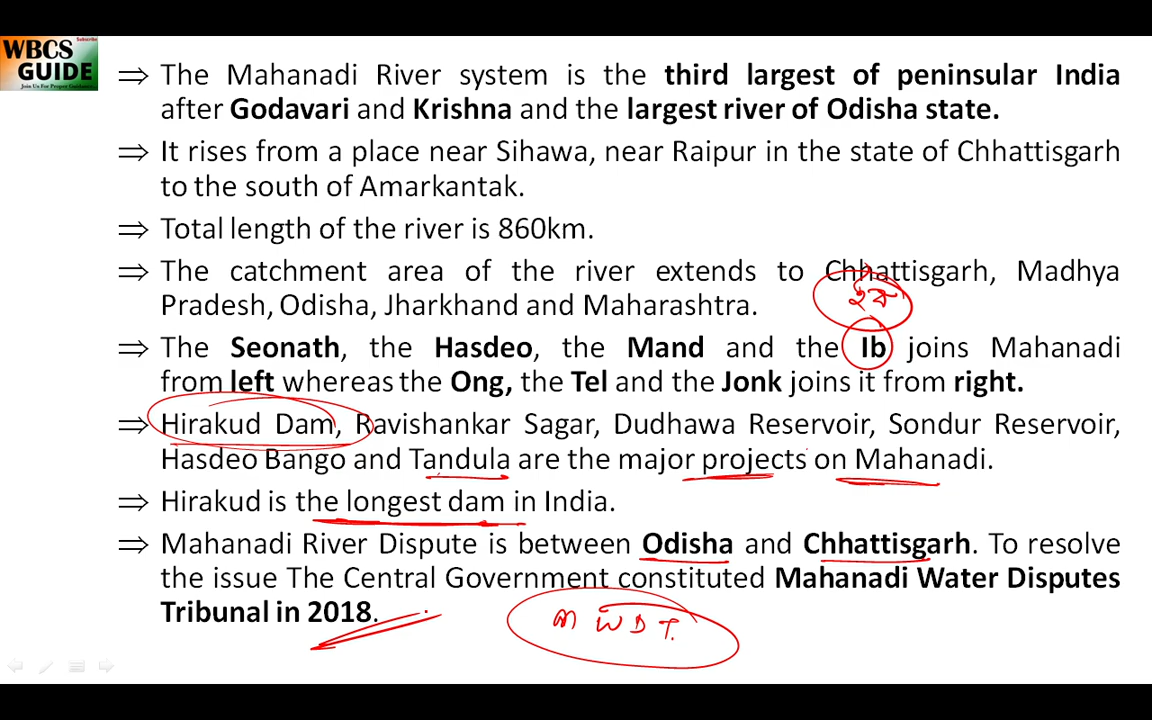 Subscribe
WBCS
GUIDE
Join Us For Proper Guidance
⇒ The Mahanadi River system is the third largest of peninsular India
after Godavari and Krishna and the largest river of Odisha state.
⇒ It rises from a place near Sihawa, near Raipur in the state of Chhattisgarh
to the south of Amarkantak.
⇒ Total length of the river is 860km.
⇒ The catchment area of the river extends to Chhattisgarh, Madhya
Pradesh, Odisha, Jharkhand and Maharashtra.
⇒ The Seonath, the Hasdeo, the Mand and the Ib joins Mahanadi
from left whereas the Ong, the Tel and the Jonk joins it from right.
⇒ Hirakud Dam, Ravishankar Sagar, Dudhawa Reservoir, Sondur Reservoir,
Hasdeo Bango and Tandula are the major projects on Mahanadi.
⇒ Hirakud is the longest dam in India.
⇒ Mahanadi River Dispute is between Odisha and Chhattisgarh. To resolve
the issue The Central Government constituted Mahanadi Water Disputes
Tribunal in 2018.
M W D T.